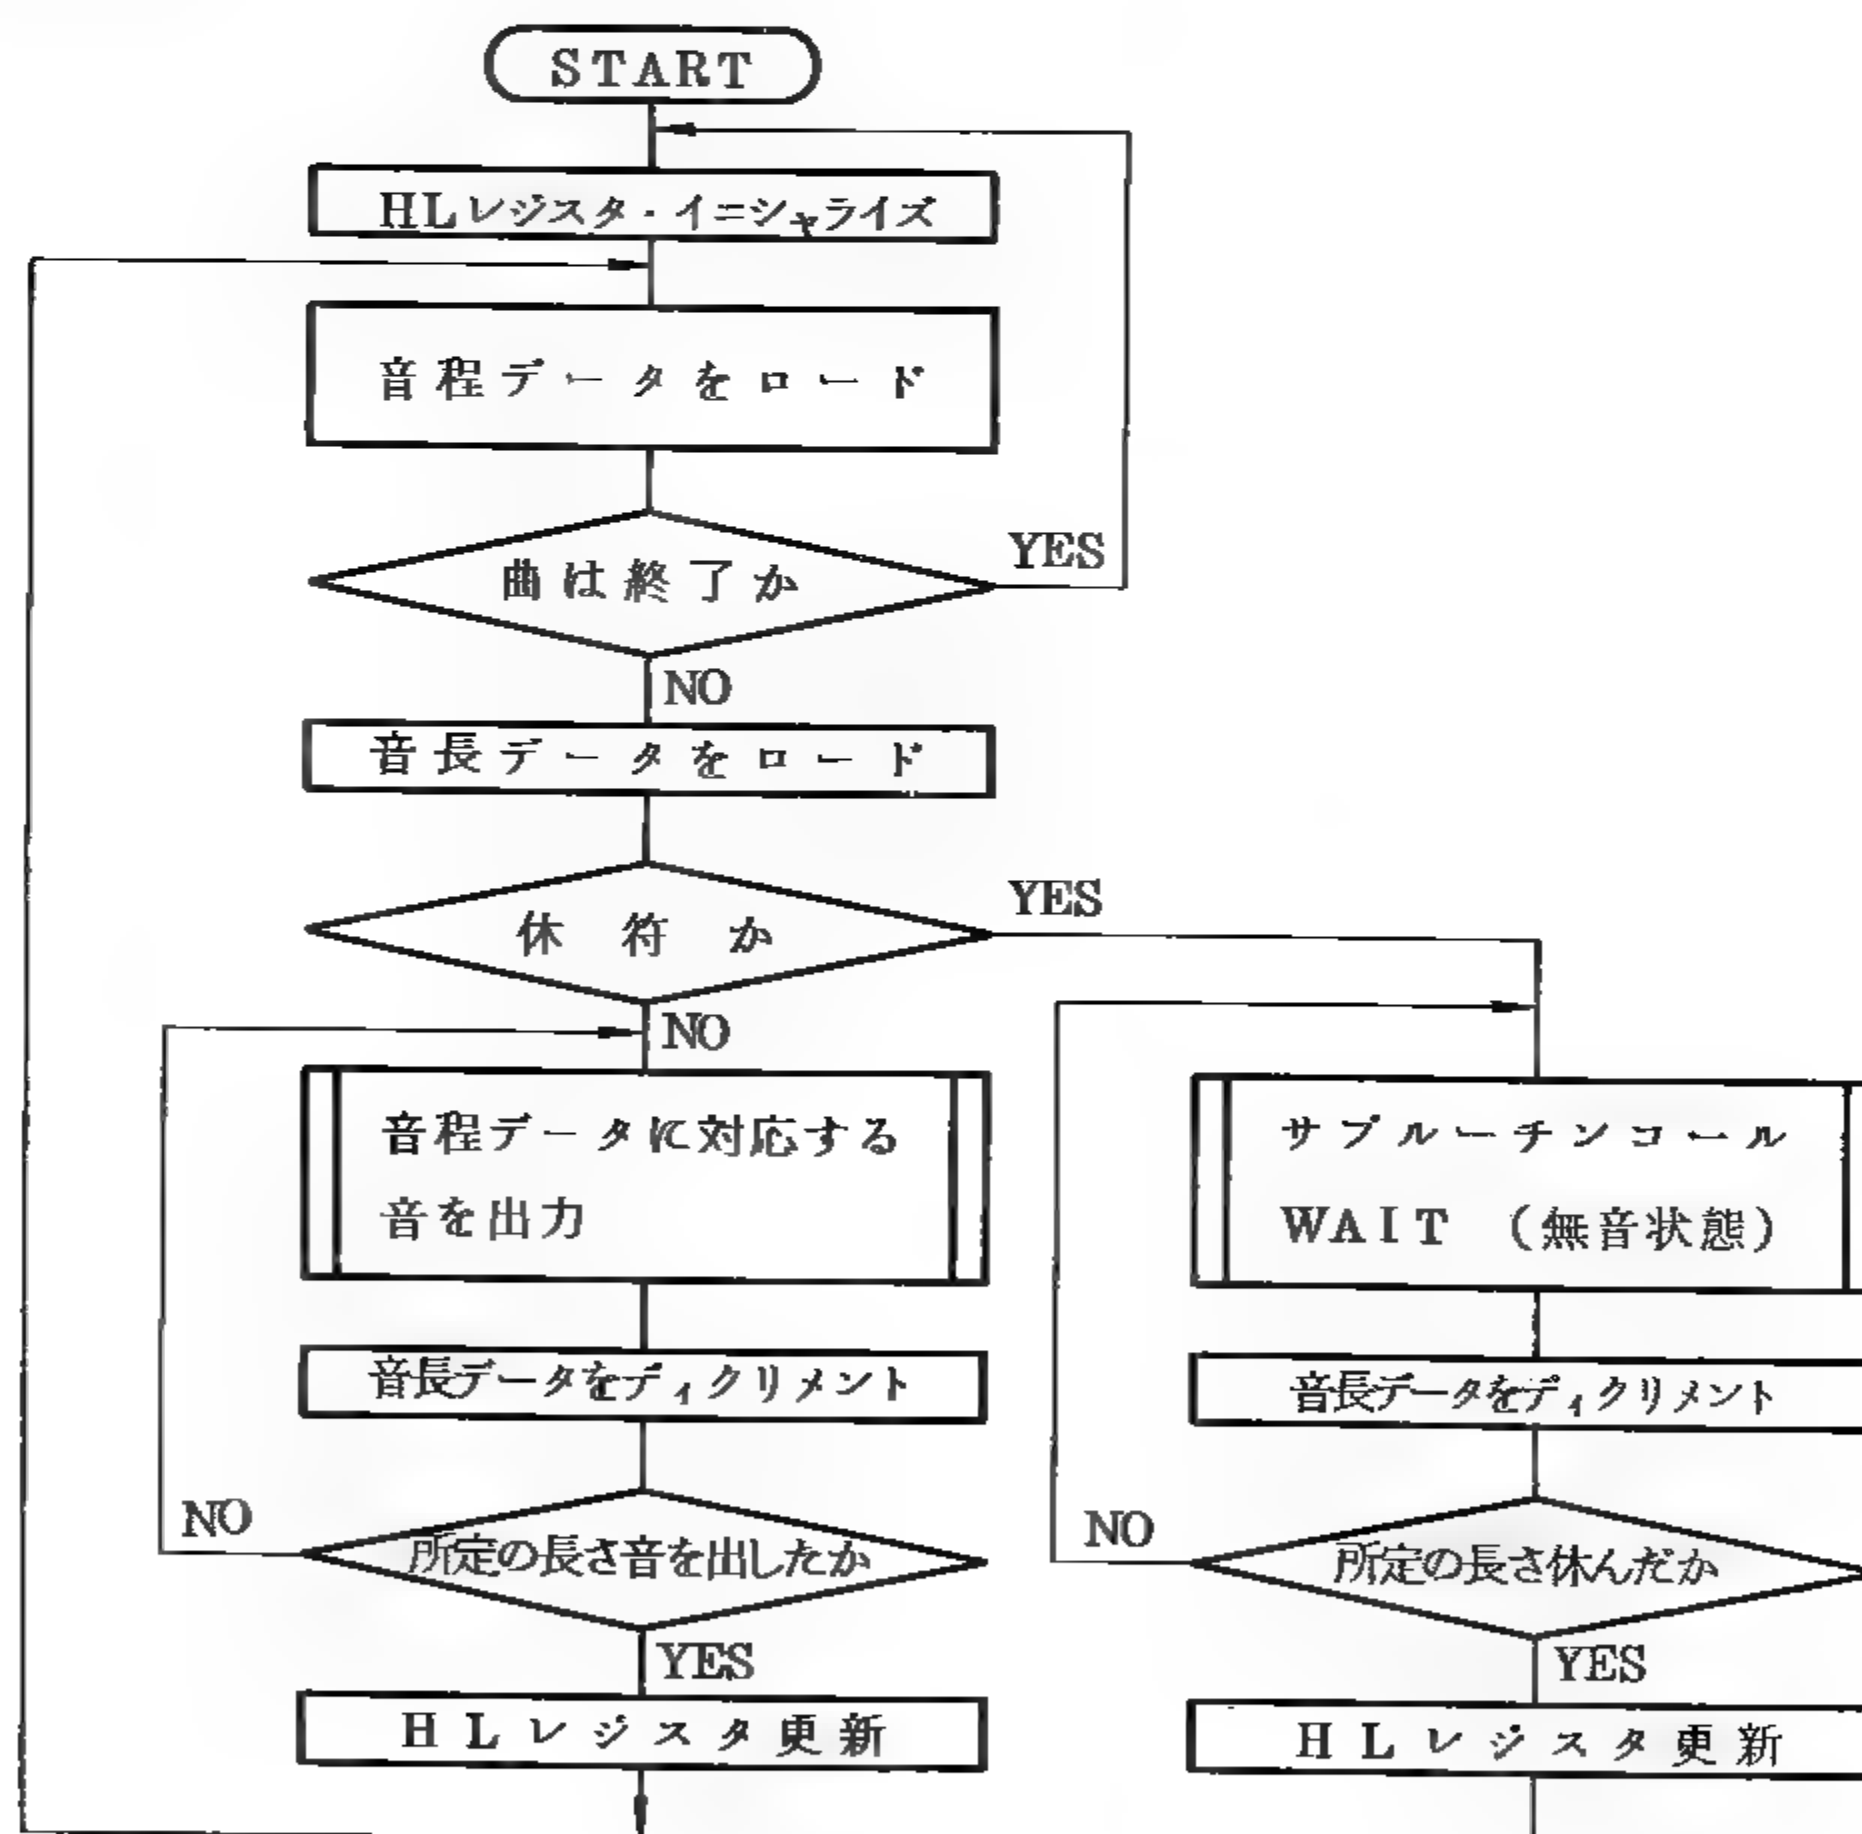 START
HLレジスタ・イニシャライズ
音程データをロード
曲は終了か
YES
NO
音長データをロード
休符か
YES
NO
音程データに対応する
音を出力
音長データをディクリメント
所定の長さ音を出したか
NO
YES
HLレジスタ更新
サブルーチンコール
WAIT (無音状態)
音長データをディクリメント
所定の長さ休んだか
NO
YES
HLレジスタ更新